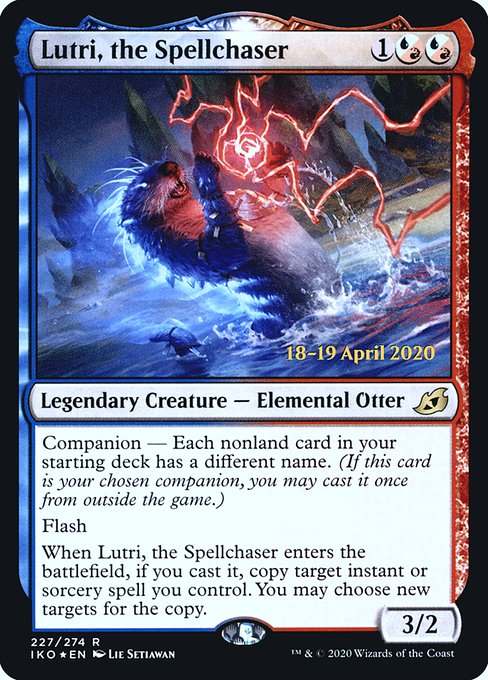 Lutri, the Spellchaser 1
18–19 April 2020
Legendary Creature — Elemental Otter
Companion — Each nonland card in your
starting deck has a different name. (If this card
is your chosen companion, you may cast it once
from outside the game.)
Flash
When Lutri, the Spellchaser enters the
battlefield, if you cast it, copy target instant or
sorcery spell you control. You may choose new
targets for the copy.
3/2
227/274 R
IKO ★ EN Lie Setiawan
™ & © 2020 Wizards of the Coast